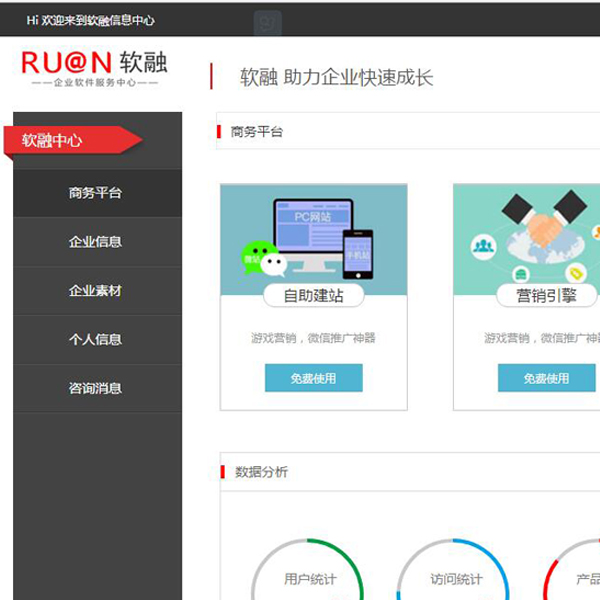 Hi 欢迎来到软融信息中心
RU@N 软融
——企业软件服务中心——
软融 助力企业快速成长
软融中心
商务平台
企业信息
企业素材
个人信息
咨询消息
商务平台
PC网站
微站
手机站
自助建站
游戏营销，微信推广神器
免费使用
营销引擎
游戏营销，微信推广神
免费使用
数据分析
用户统计
访问统计
产品